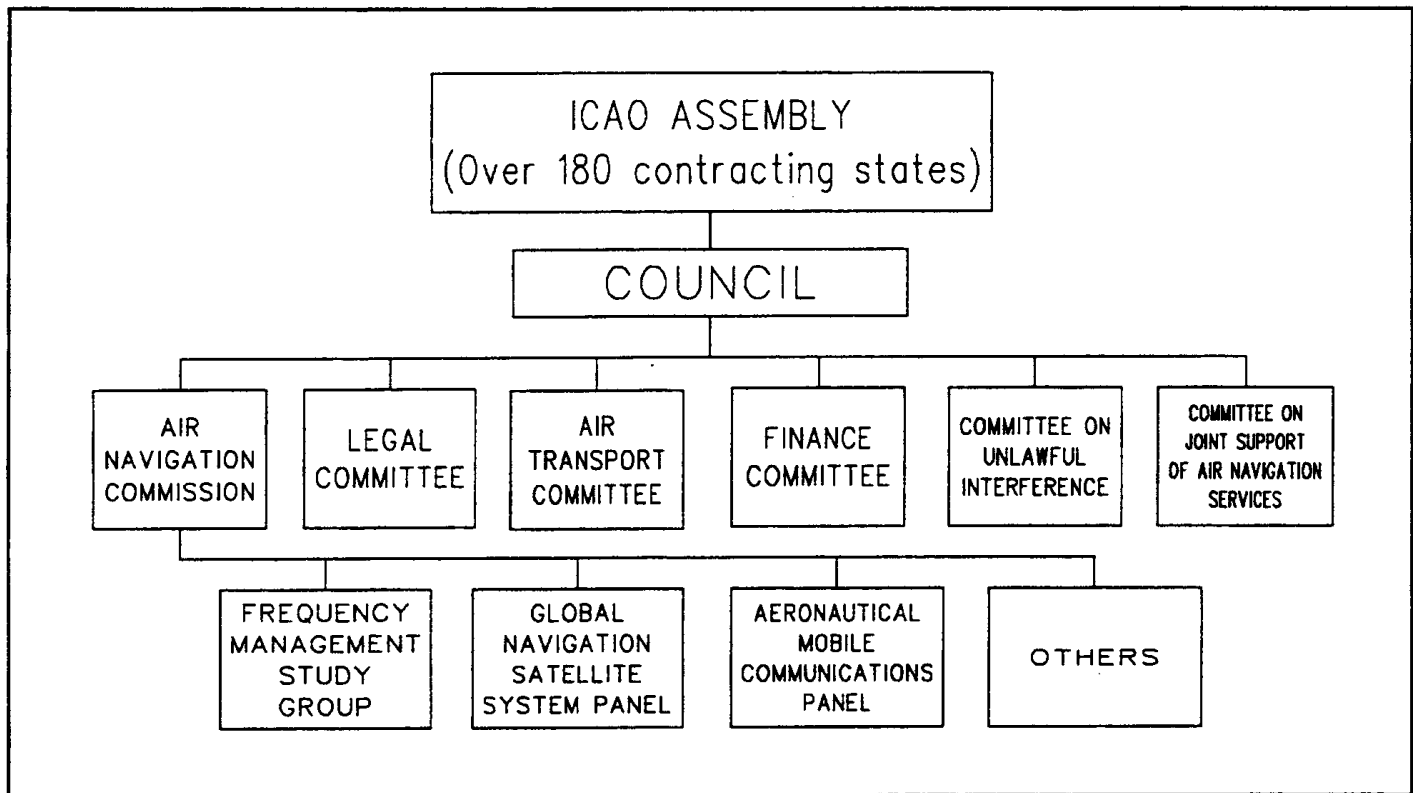 ICAO ASSEMBLY
(Over 180 contracting states)
COUNCIL
AIR
NAVIGATION
COMMISSION
LEGAL
COMMITTEE
AIR
TRANSPORT
COMMITTEE
FINANCE
COMMITTEE
COMMITTEE ON
UNLAWFUL
INTERFERENCE
COMMITTEE ON
JOINT SUPPORT
OF AIR NAVIGATION
SERVICES
FREQUENCY
MANAGEMENT
STUDY
GROUP
GLOBAL
NAVIGATION
SATELLITE
SYSTEM PANEL
AERONAUTICAL
MOBILE
COMMUNICATIONS
PANEL
OTHERS